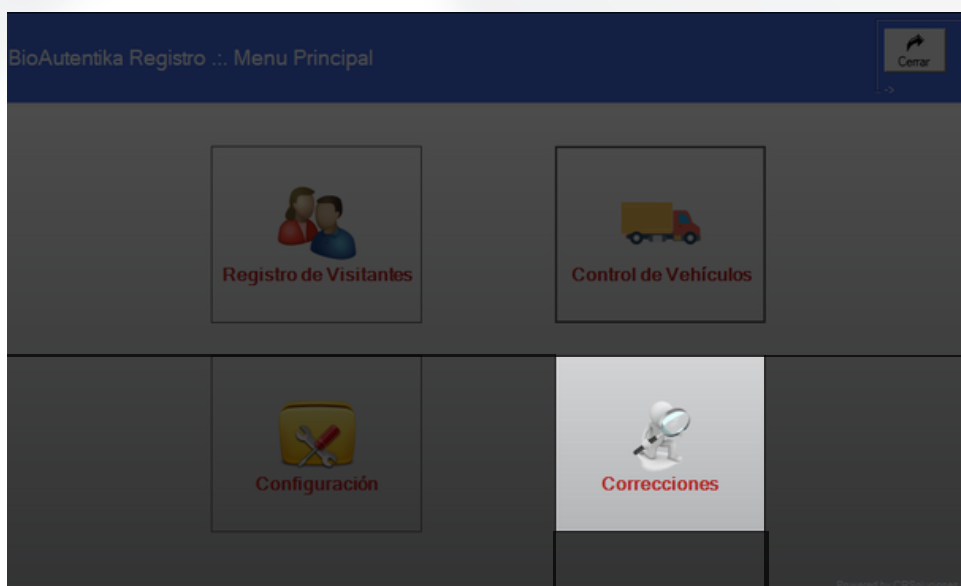 BioAutentika Registro .:. Menu Principal
Cerrar
->
Registro de Visitantes
Control de Vehículos
Configuración
Correcciones